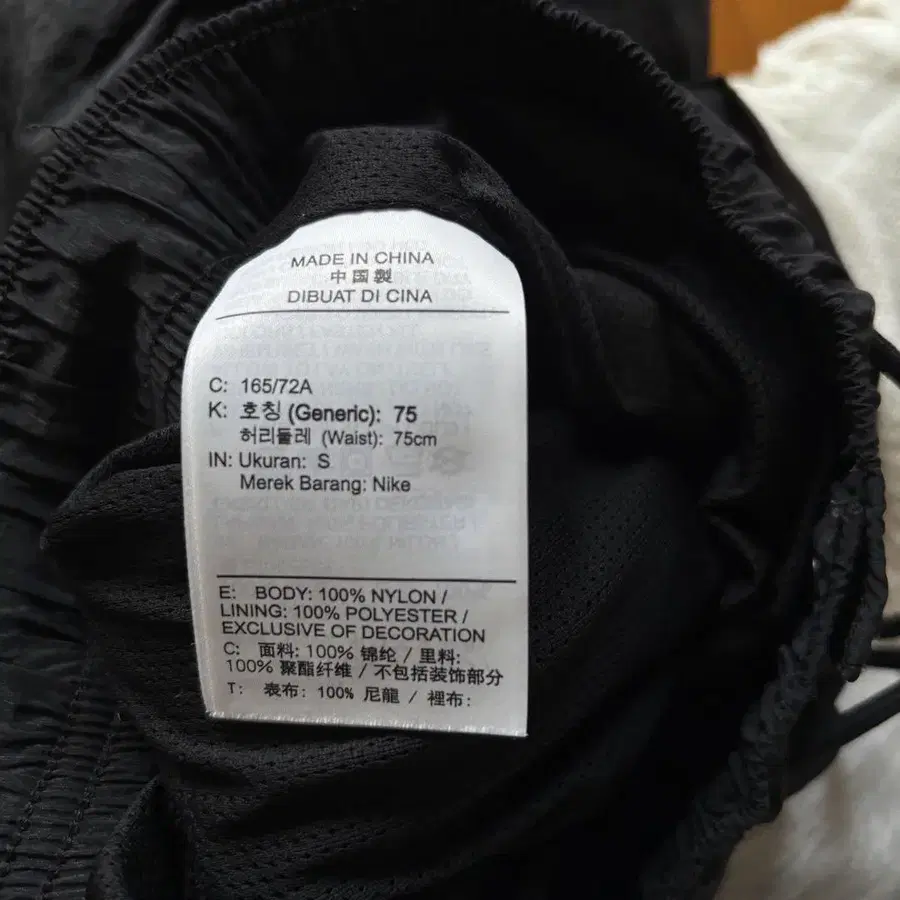 MADE IN CHINA
中国製
DIBUAT DI CINA
C: 165/72A
K: 호칭 (Generic): 75
허리둘레 (Waist): 75cm
IN: Ukuran: S
Merek Barang: Nike
E: BODY: 100% NYLON /
LINING: 100% POLYESTER /
EXCLUSIVE OF DECORATION
C: 面料: 100% 锦纶 / 里料:
100% 聚酯纤维 / 不包括装饰部分
T: 表布: 100% 尼龍 / 裡布: